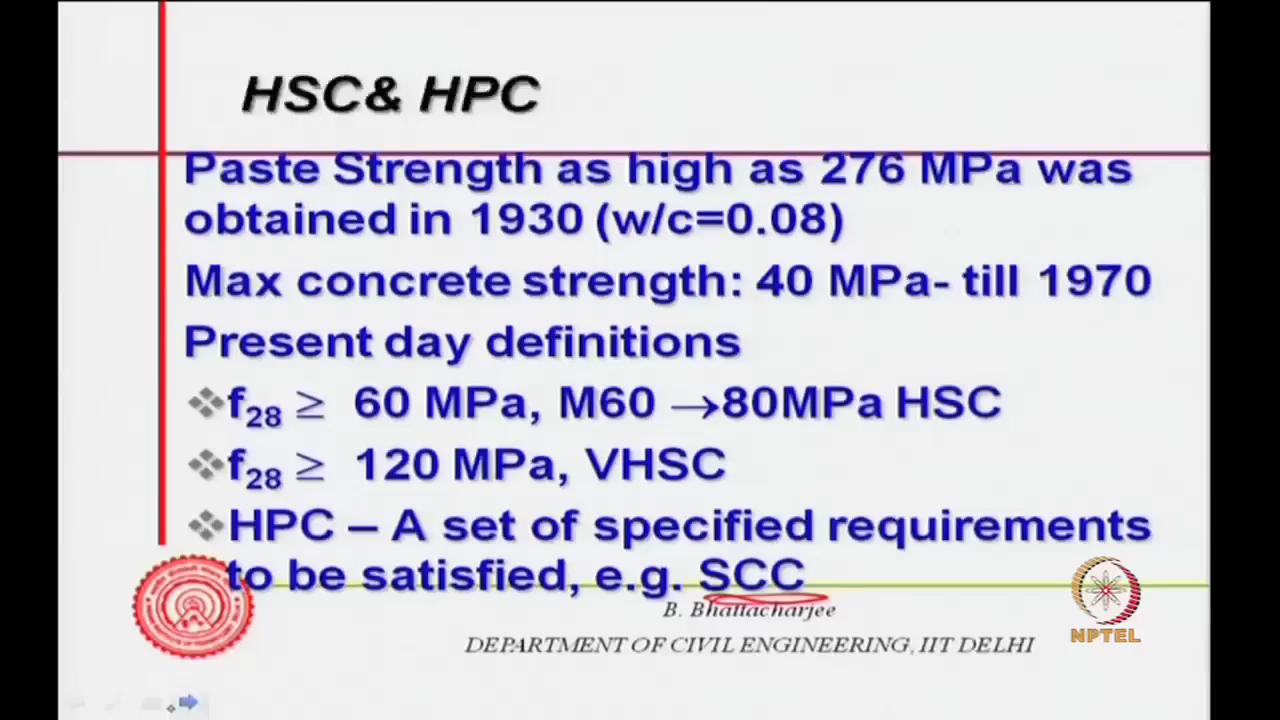 HSC& HPC
Paste Strength as high as 276 MPa was
obtained in 1930 (w/c=0.08)
Max concrete strength: 40 MPa- till 1970
Present day definitions
❖f28 ≥ 60 MPa, M60 →80MPa HSC
❖f28 ≥ 120 MPa, VHSC
❖HPC – A set of specified requirements
to be satisfied, e.g. SCC
B. Bhattacharjee
DEPARTMENT OF CIVIL ENGINEERING, IIT DELHI
NPTEL